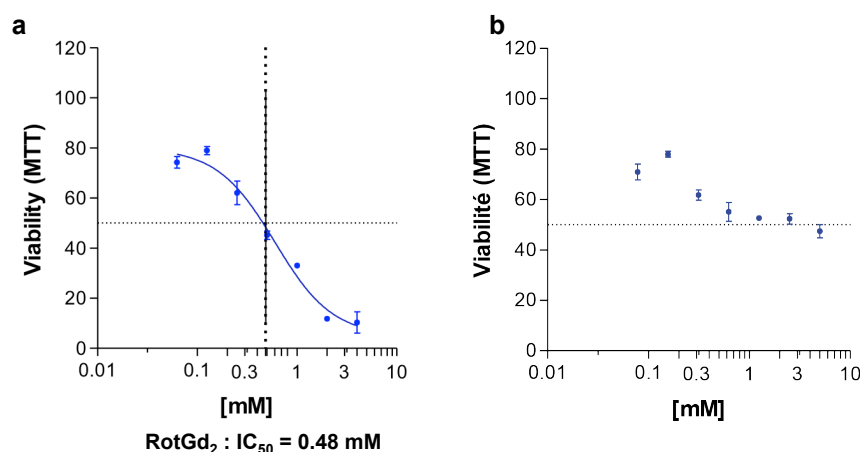 a
120
100
80
60
40
20
0
Viability (MTT)
0.01 0.1 0.3 1 3 10
[mM]
RotGd2 : IC50 = 0.48 mM
b
120
100
80
60
40
20
0
Viabilité (MTT)
0.01 0.1 0.3 1 3 10
[mM]